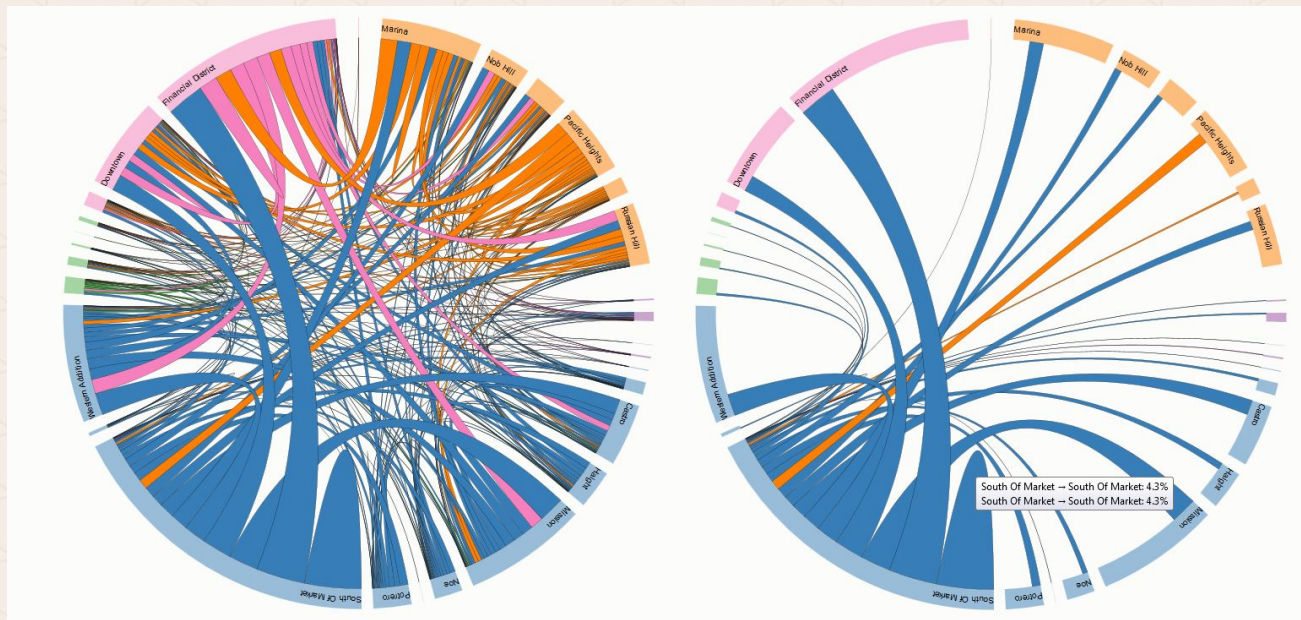 Marina
Nob Hill
Pacific Heights
Russian Hill
Castro
Haight
Mission
Noe
Potrero
South Of Market
Western Addition
Downtown
Financial District
Marina
Nob Hill
Pacific Heights
Russian Hill
Castro
Haight
Mission
Noe
Potrero
South Of Market
Western Addition
Downtown
Financial District
South Of Market → South Of Market: 4.3%
South Of Market → South Of Market: 4.3%